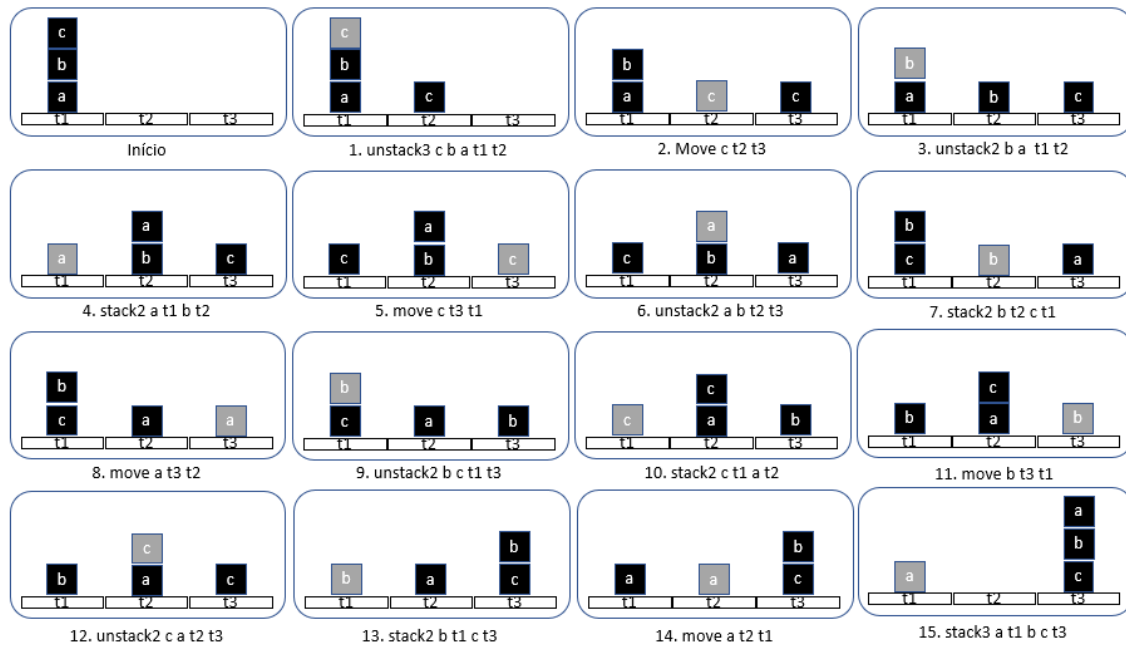 c
c
b
b
b
b
a
a
c
a
c
c
a
b
c
t1 t2 t3
t1 t2 t3
t1 t2 t3
t1 t2 t3
Início
1. unstack3 c b a t1 t2
2. Move c t2 t3
3. unstack2 b a t1 t2
a
a
a
b
a
b
c
c
b
c
c
b
a
c
b
a
t1 t2 t3
t1 t2 t3
t1 t2 t3
t1 t2 t3
4. stack2 a t1 b t2
5. move c t3 t1
6. unstack2 a b t2 t3
7. stack2 b t2 c t1
b
b
c
c
c
a
a
c
a
b
c
a
b
b
a
b
t1 t2 t3
t1 t2 t3
t1 t2 t3
t1 t2 t3
8. move a t3 t2
9. unstack2 b c t1 t3
10. stack2 c t1 a t2
11. move b t3 t1
c
b
b
a
b
b
a
c
b
a
c
a
a
c
a
c
t1 t2 t3
t1 t2 t3
t1 t2 t3
t1 t2 t3
12. unstack2 c a t2 t3
13. stack2 b t1 c t3
14. move a t2 t1
15. stack3 a t1 b c t3